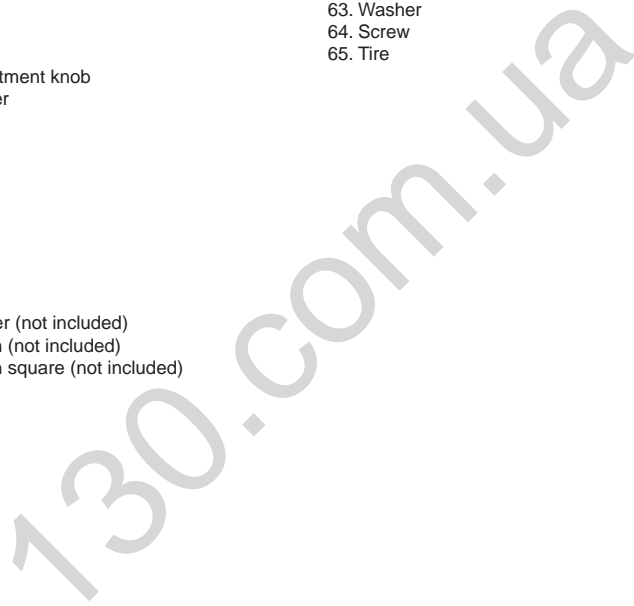 tment knob
er
er (not included)
n (not included)
n square (not included)
63. Washer
64. Screw
65. Tire
130.com.ua